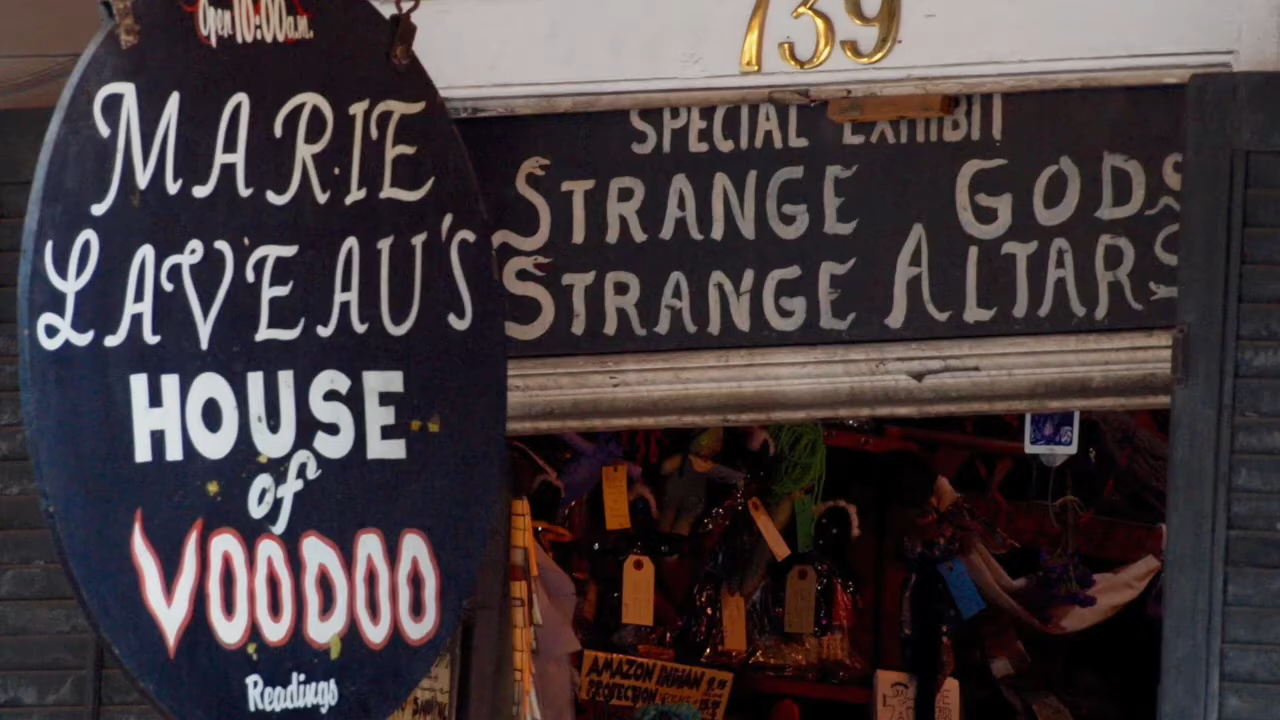 Open 10:00 a.m.
MARIE
LAVEAU'S
HOUSE
of
VOODOO
Readings
739
SPECIAL EXHIBIT
STRANGE GODS
STRANGE ALTARS
AMAZON INDIAN
PROTECTION